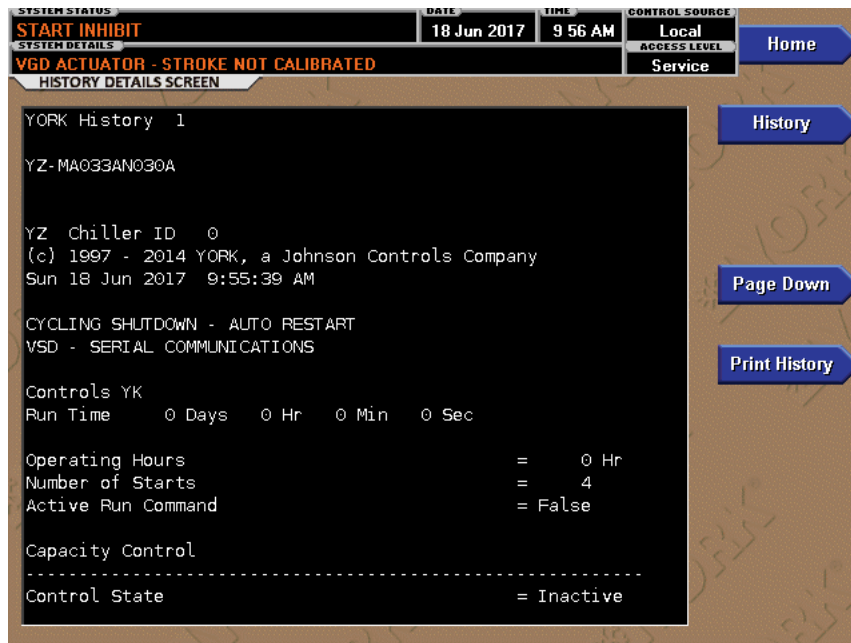 SYSTEM STATUS
START INHIBIT
DATE
18 Jun 2017
TIME
9 56 AM
CONTROL SOURCE
Local
SYSTEM DETAILS
VGD ACTUATOR - STROKE NOT CALIBRATED
ACCESS LEVEL
Service
Home
HISTORY DETAILS SCREEN
History
YORK History 1
YZ-MA033AN030A
YZ Chiller ID 0
(c) 1997 - 2014 YORK, a Johnson Controls Company
Sun 18 Jun 2017 9:55:39 AM
Page Down
CYCLING SHUTDOWN - AUTO RESTART
VSD - SERIAL COMMUNICATIONS
Print History
Controls YK
Run Time 0 Days 0 Hr 0 Min 0 Sec
Operating Hours = 0 Hr
Number of Starts = 4
Active Run Command = False
Capacity Control
------------------------------------------------------------
Control State = Inactive